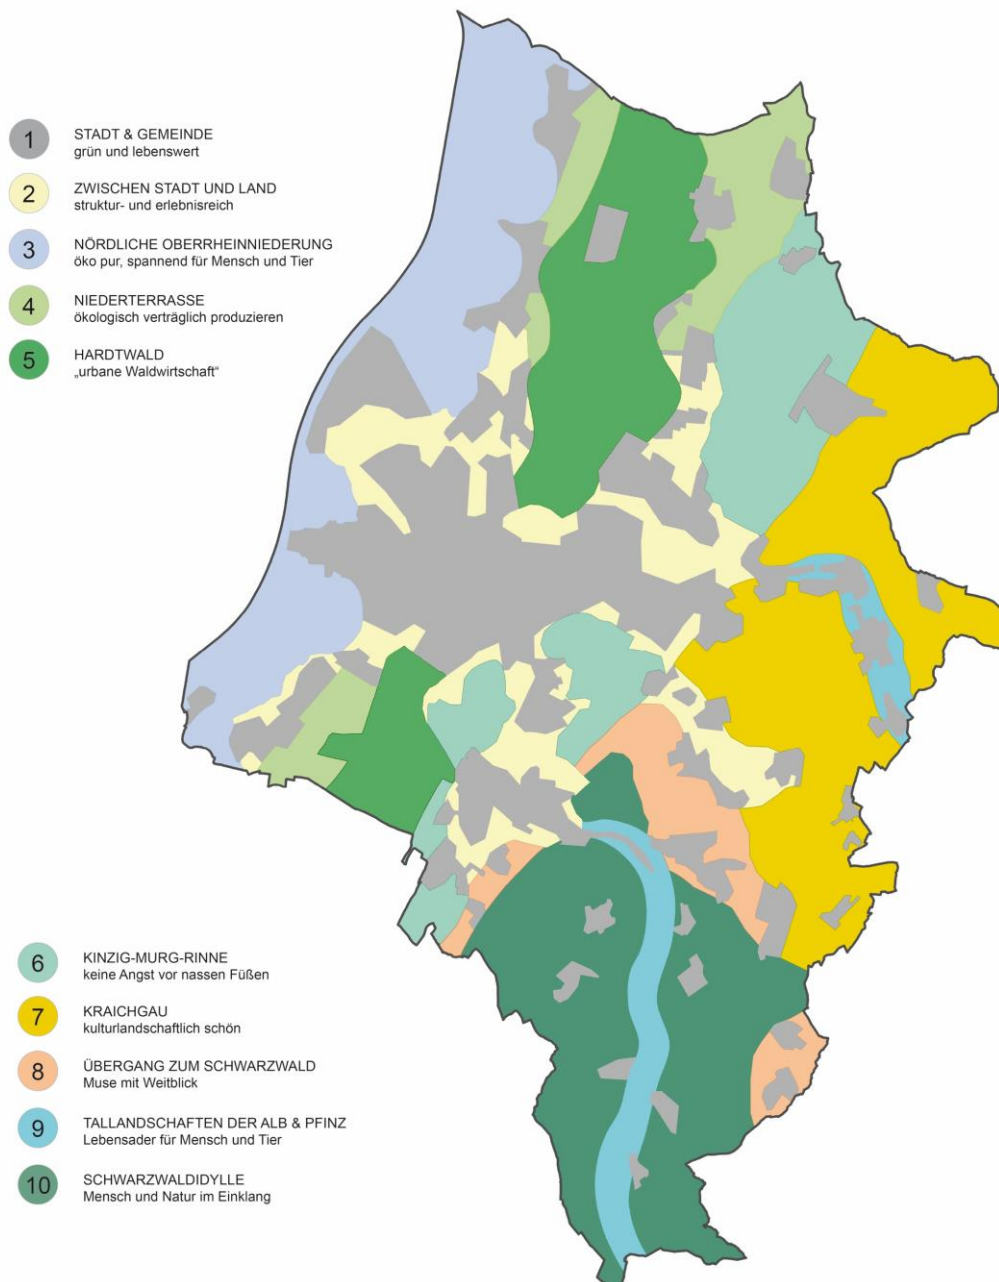 1
STADT & GEMEINDE
grün und lebenswert
2
ZWISCHEN STADT UND LAND
struktur- und erlebnisreich
3
NÖRDLICHE OBERRHEINNIEDERUNG
öko pur, spannend für Mensch und Tier
4
NIEDERTERRASSE
ökologisch verträglich produzieren
5
HARDTWALD
„urbane Waldwirtschaft“
6
KINZIG-MURG-RINNE
keine Angst vor nassen Füßen
7
KRAICHGAU
kulturlandschaftlich schön
8
ÜBERGANG ZUM SCHWARZWALD
Muse mit Weitblick
9
TALLANDSCHAFTEN DER ALB & PFINZ
Lebensader für Mensch und Tier
10
SCHWARZWALDIDYLLE
Mensch und Natur im Einklang